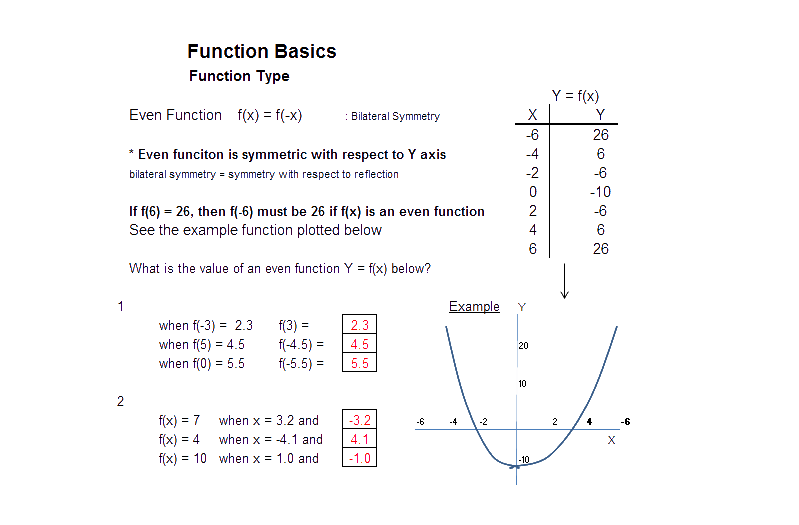 Function Basics
Function Type
Y = f(x)
Even Function f(x) = f(-x) : Bilateral Symmetry
X Y
-6 26
* Even funciton is symmetric with respect to Y axis
-4 6
bilateral symmetry = symmetry with respect to reflection
-2 -6
0 -10
If f(6) = 26, then f(-6) must be 26 if f(x) is an even function
2 -6
See the example function plotted below
4 6
6 26
What is the value of an even function Y = f(x) below?
1
Example Y
when f(-3) = 2.3 f(3) = 2.3
when f(5) = 4.5 f(-4.5) = 4.5
when f(0) = 5.5 f(-5.5) = 5.5
20
10
2
f(x) = 7 when x = 3.2 and -3.2
f(x) = 4 when x = -4.1 and 4.1
f(x) = 10 when x = 1.0 and -1.0
-6 -4 -2 2 4 -6
X
-10